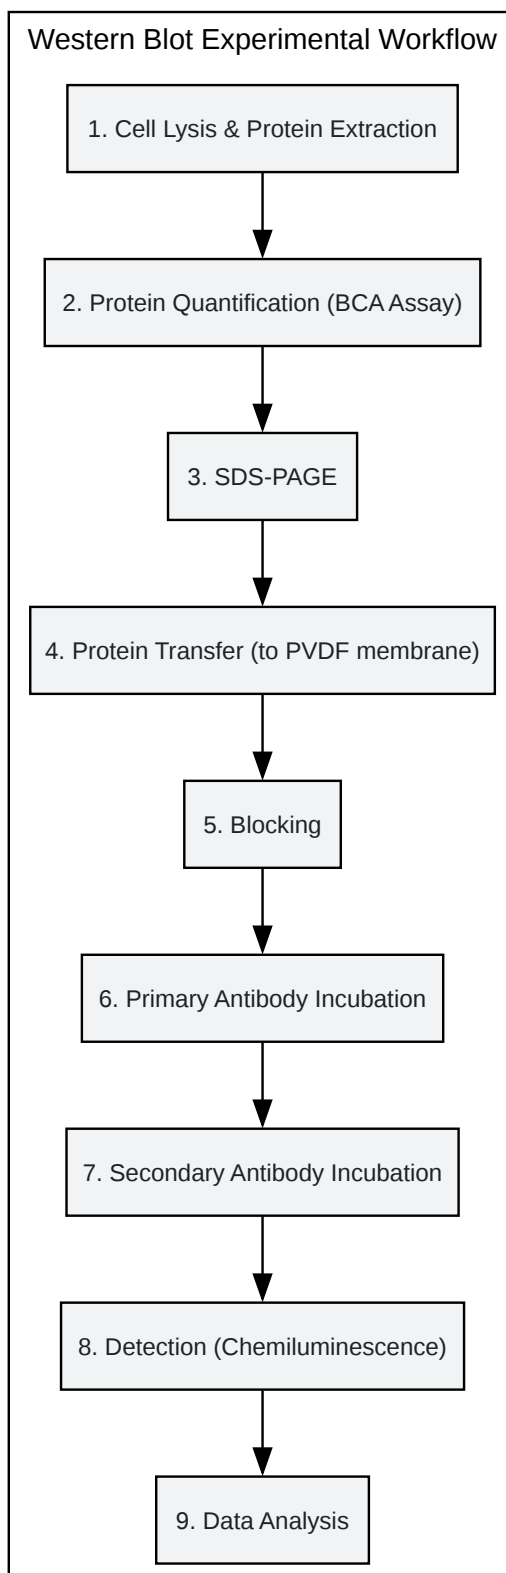 Western Blot Experimental Workflow
1. Cell Lysis & Protein Extraction
2. Protein Quantification (BCA Assay)
3. SDS-PAGE
4. Protein Transfer (to PVDF membrane)
5. Blocking
6. Primary Antibody Incubation
7. Secondary Antibody Incubation
8. Detection (Chemiluminescence)
9. Data Analysis